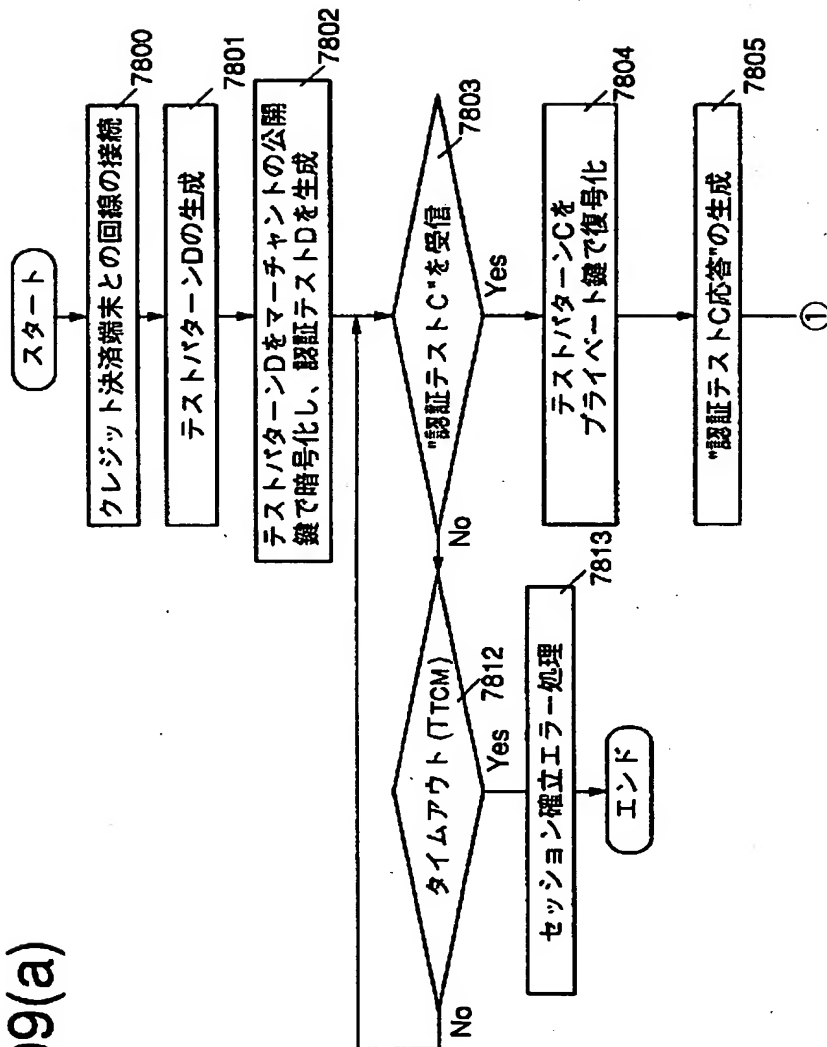 09(a)
スタート
クレジット決済端末との回線の接続
7800
テストパターンDの生成
7801
テストパターンDをマーチャントの公開
鍵で暗号化し、認証テストDを生成
7802
"認証テストC"を受信
7803
Yes
No
テストパターンCを
プライベート鍵で復号化
7804
"認証テストC応答"の生成
7805
①
タイムアウト(TTCM)
7812
Yes
No
セッション確立エラー処理
7813
エンド